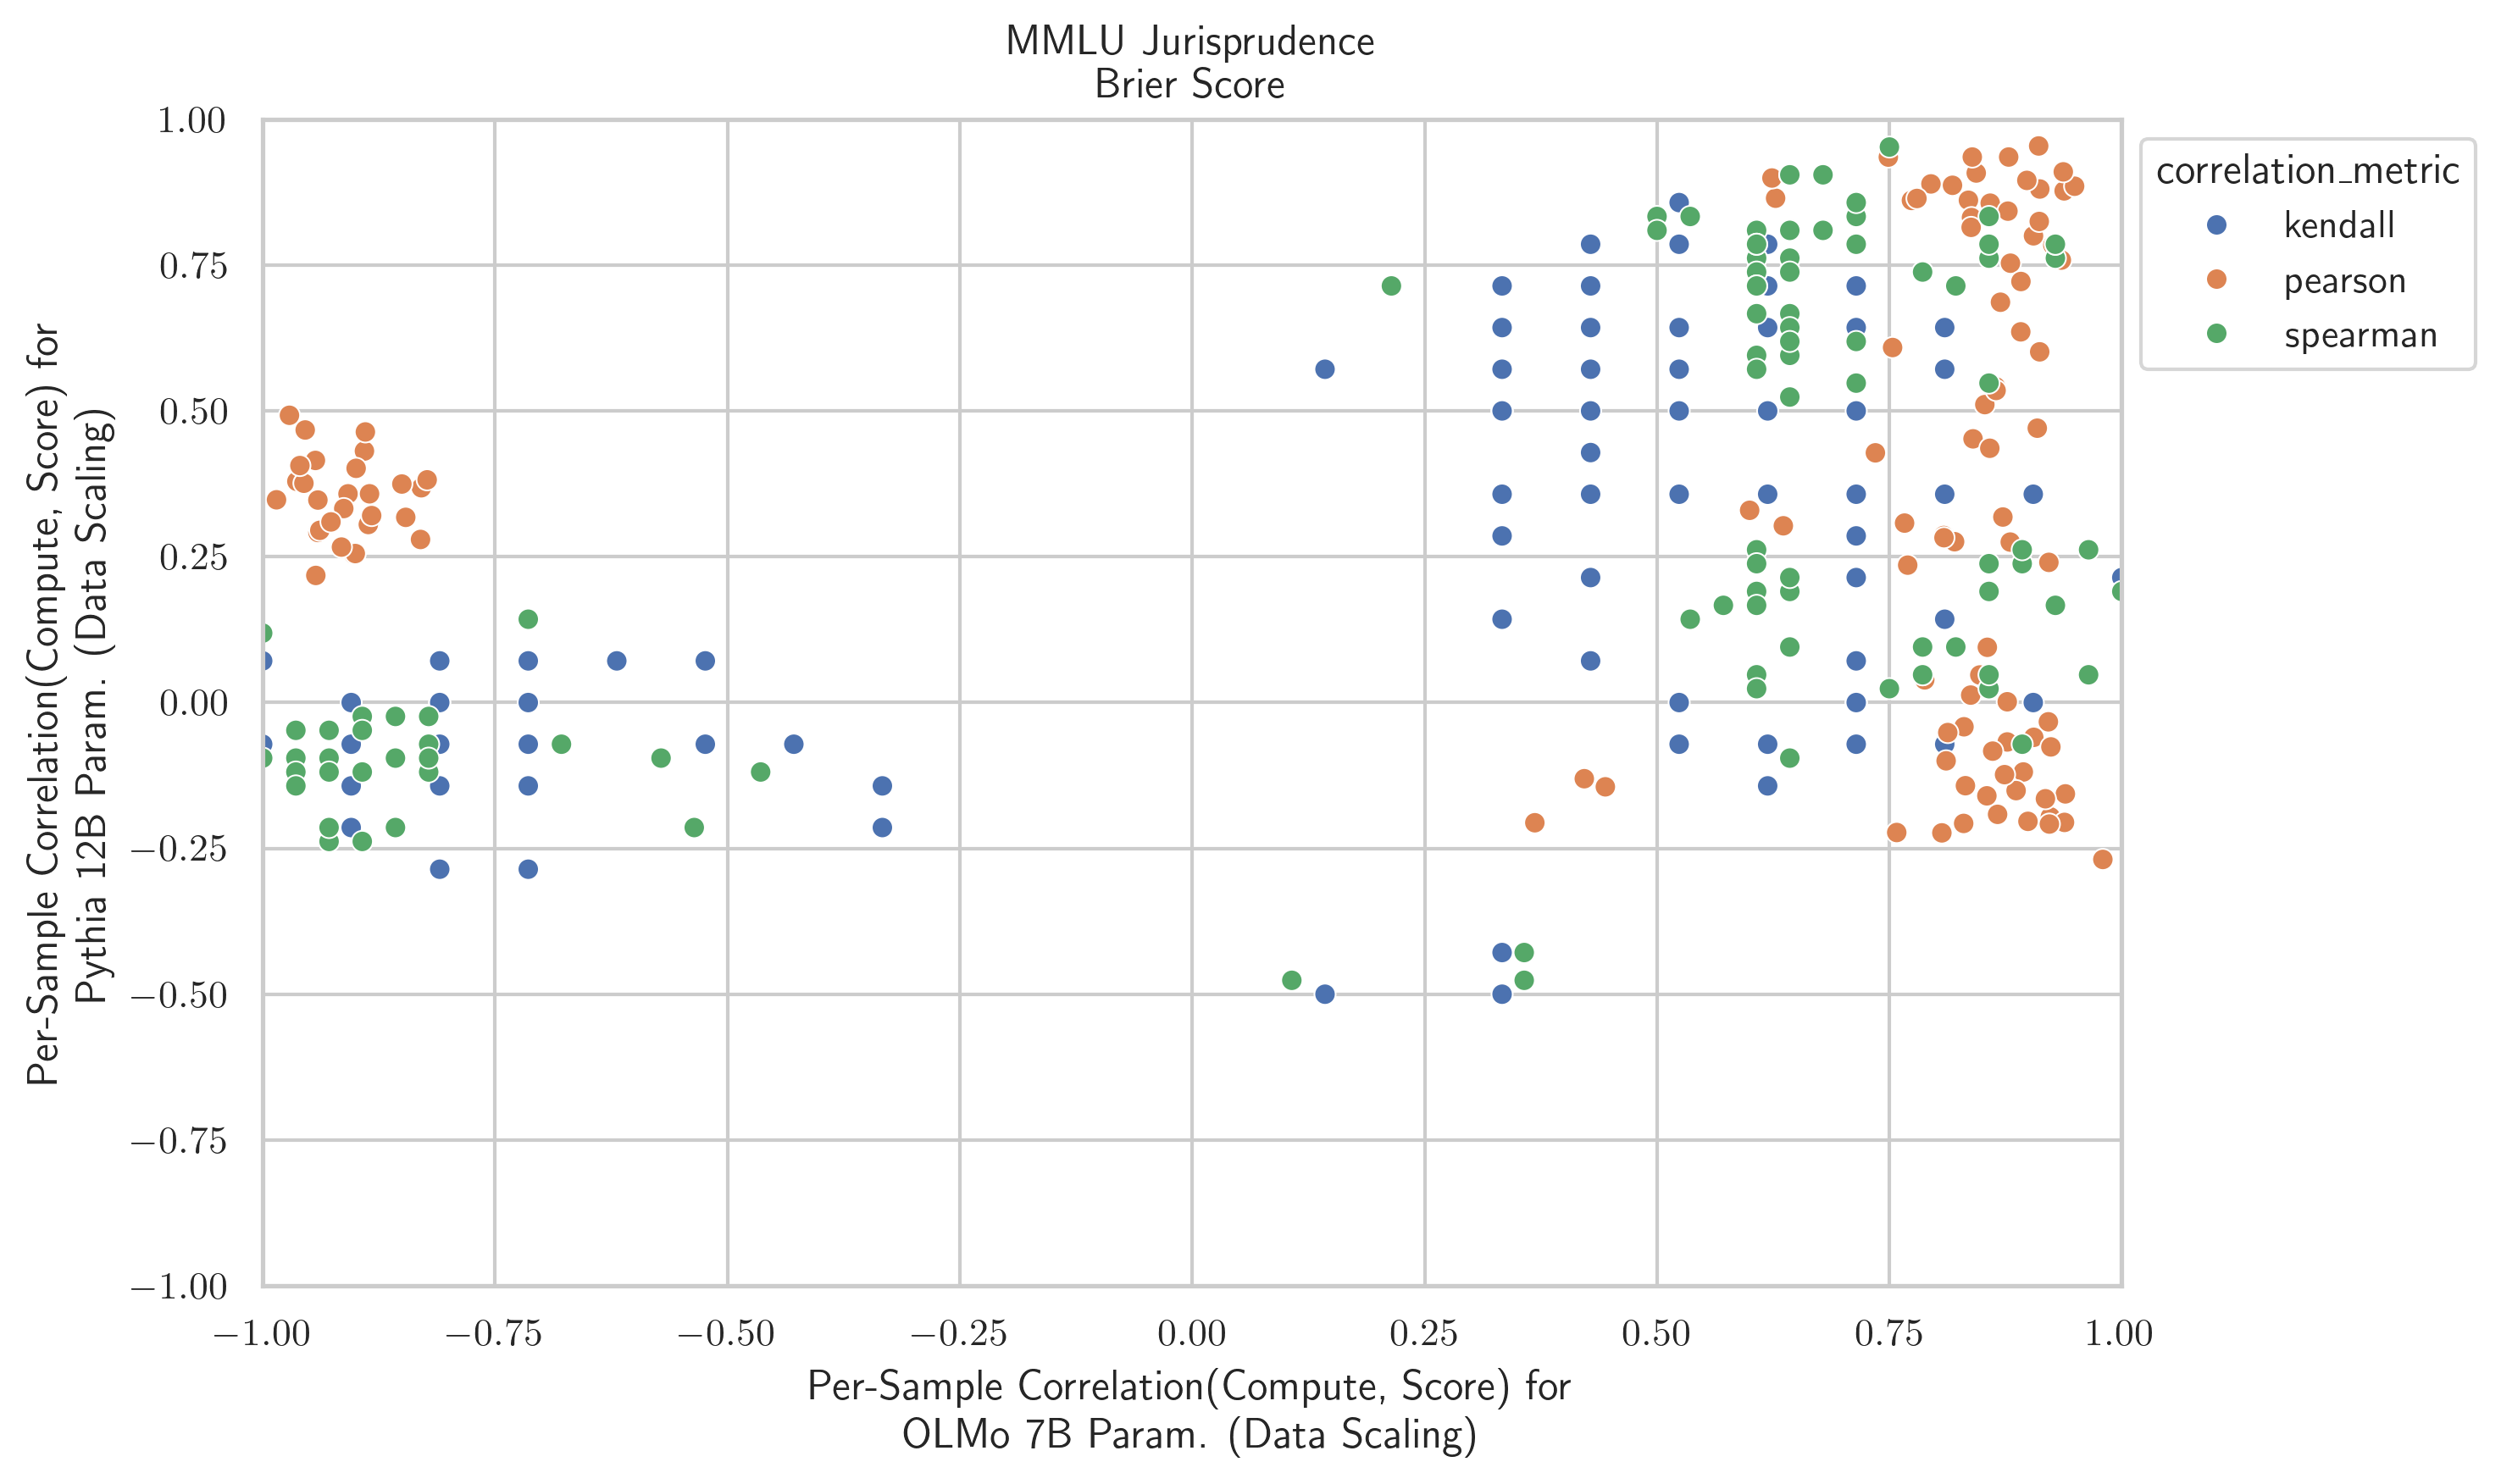 MMLU Jurisprudence
Brier Score
Per-Sample Correlation(Compute, Score) for
Pythia 12B Param. (Data Scaling)
1.00
0.75
0.50
0.25
0.00
−0.25
−0.50
−0.75
−1.00
−1.00 −0.75 −0.50 −0.25 0.00 0.25 0.50 0.75 1.00
Per-Sample Correlation(Compute, Score) for
OLMo 7B Param. (Data Scaling)
correlation_metric
kendall
pearson
spearman